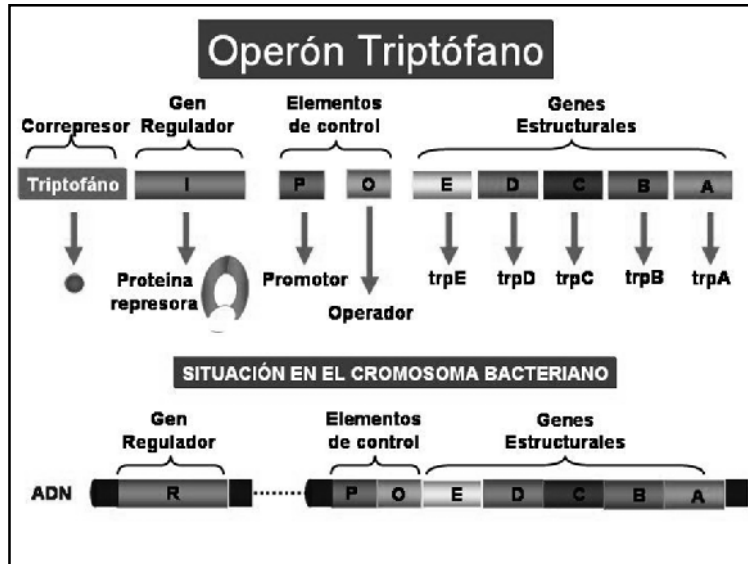 Operón Triptófano
Correpresor
Gen
Regulador
Elementos
de control
Genes
Estructurales
Triptofáno
I
P
O
E
D
C
B
A
Proteina
represora
Promotor
Operador
trpE
trpD
trpC
trpB
trpA
SITUACIÓN EN EL CROMOSOMA BACTERIANO
Gen
Regulador
Elementos
de control
Genes
Estructurales
ADN
R
P
O
E
D
C
B
A